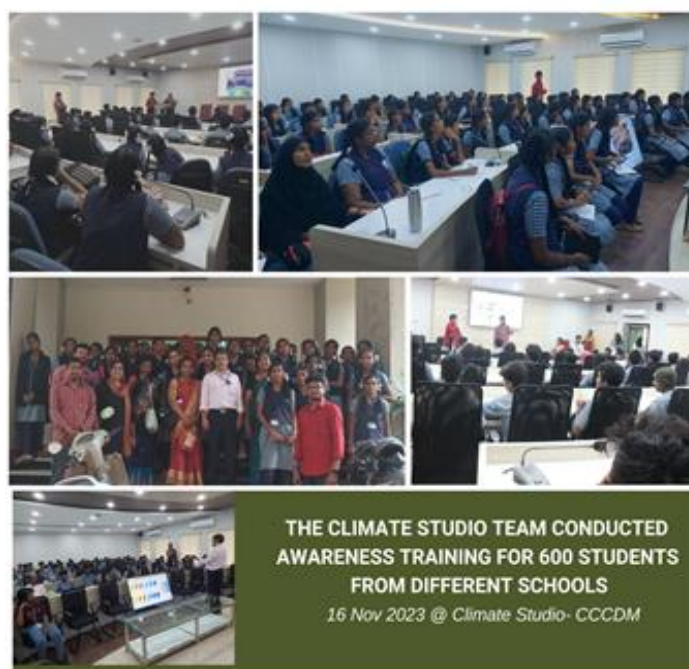 THE CLIMATE STUDIO TEAM CONDUCTED
AWARENESS TRAINING FOR 600 STUDENTS
FROM DIFFERENT SCHOOLS
16 Nov 2023 @ Climate Studio- CCCDM